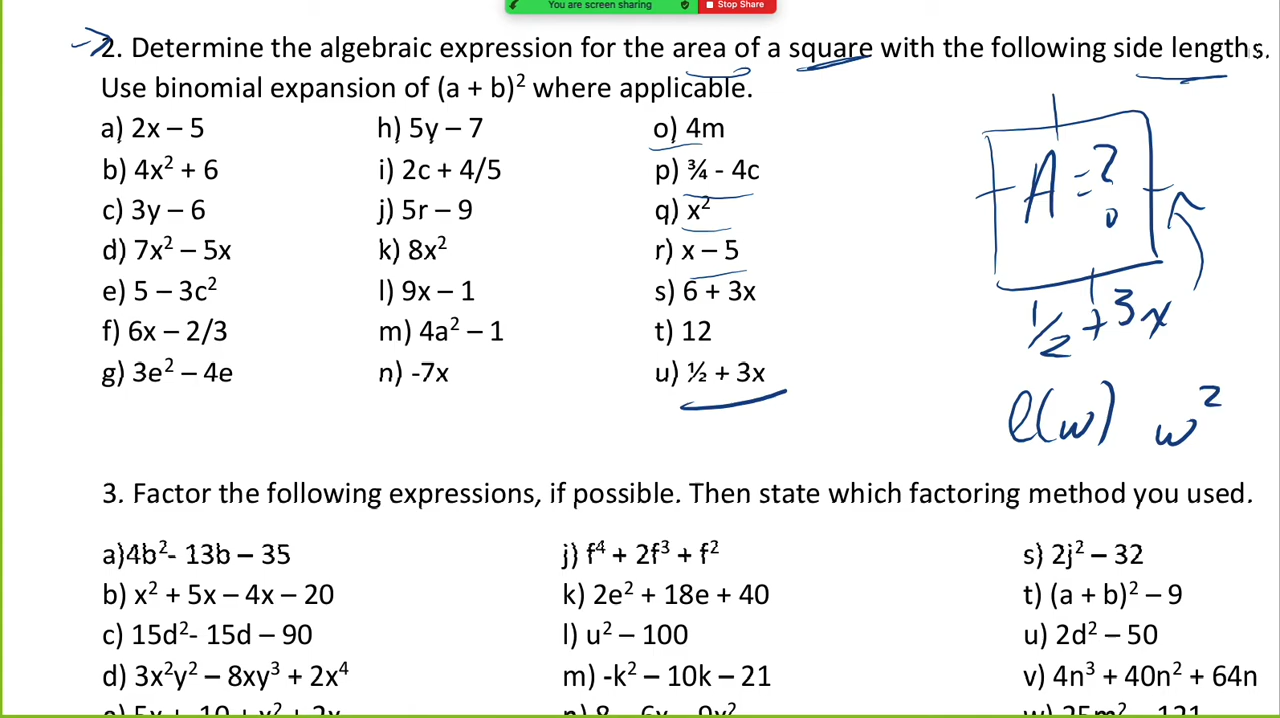 You are screen sharing Stop Share
2. Determine the algebraic expression for the area of a square with the following side lengths.
Use binomial expansion of (a + b)² where applicable.
a) 2x – 5
b) 4x² + 6
c) 3y – 6
d) 7x² – 5x
e) 5 – 3c²
f) 6x – 2/3
g) 3e² – 4e
h) 5y – 7
i) 2c + 4/5
j) 5r – 9
k) 8x²
l) 9x – 1
m) 4a² – 1
n) -7x
o) 4m
p) ¾ - 4c
q) x²
r) x – 5
s) 6 + 3x
t) 12
u) ½ + 3x
A = ?
1/2 + 3x
l(w) w²
3. Factor the following expressions, if possible. Then state which factoring method you used.
a)4b²- 13b – 35
b) x² + 5x – 4x – 20
c) 15d²- 15d – 90
d) 3x²y² – 8xy³ + 2x⁴
j) f⁴ + 2f³ + f²
k) 2e² + 18e + 40
l) u² – 100
m) -k² – 10k – 21
s) 2j² – 32
t) (a + b)² – 9
u) 2d² – 50
v) 4n³ + 40n² + 64n